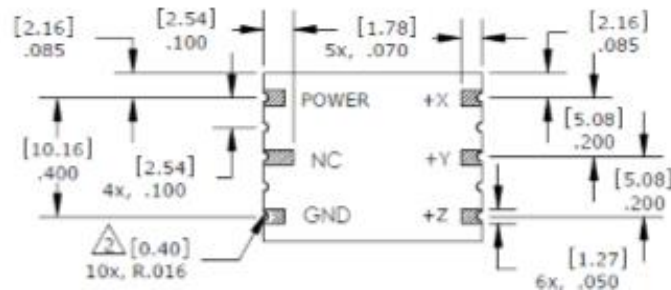 [2.16]
.085
[2.54]
.100
[1.78]
5x, .070
[2.16]
.085
POWER
+X
[10.16]
.400
[2.54]
4x, .100
NC
+Y
[5.08]
.200
[5.08]
.200
GND
+Z
2
[0.40]
10x, R.016
[1.27]
6x, .050